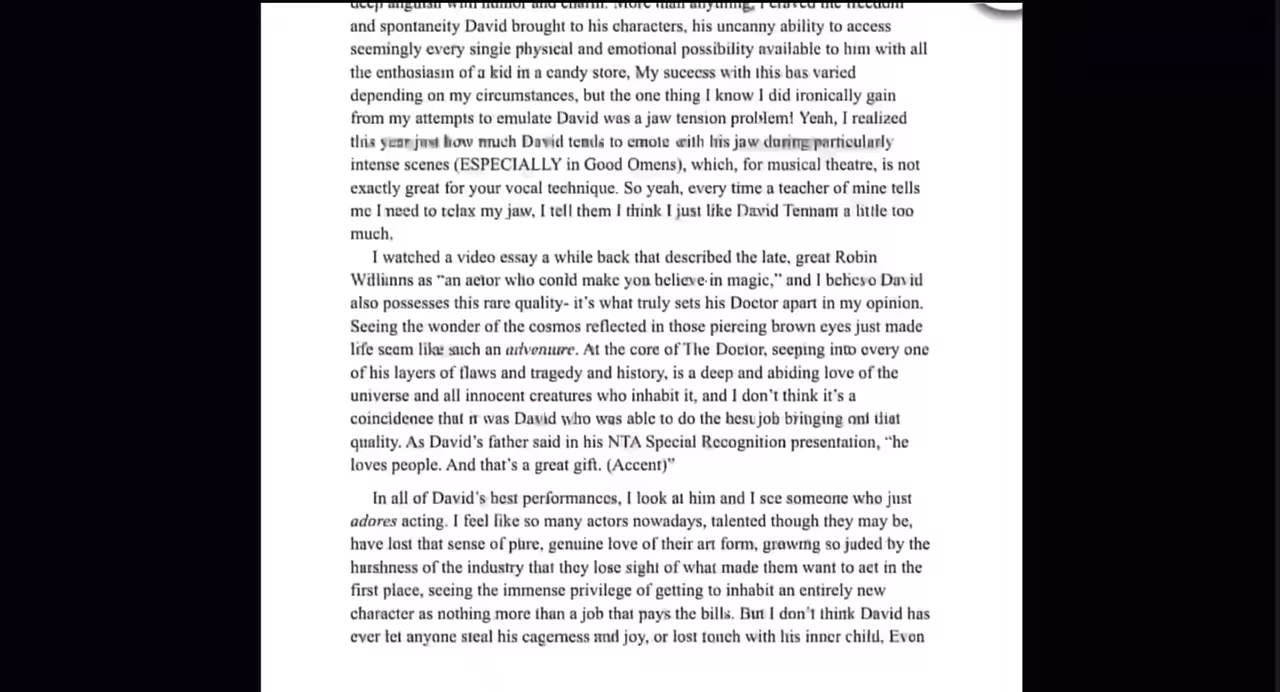 deep anguish with humor and charm. More than anything, I craved the freedom
and spontaneity David brought to his characters, his uncanny ability to access
seemingly every single physical and emotional possibility available to him with all
the enthusiasm of a kid in a candy store, My success with this has varied
depending on my circumstances, but the one thing I know I did ironically gain
from my attempts to emulate David was a jaw tension problem! Yeah, I realized
this year just how much David tends to emote with his jaw during particularly
intense scenes (ESPECIALLY in Good Omens), which, for musical theatre, is not
exactly great for your vocal technique. So yeah, every time a teacher of mine tells
me I need to relax my jaw, I tell them I think I just like David Tennant a little too
much,
I watched a video essay a while back that described the late, great Robin
Williams as “an actor who could make you believe in magic,” and I believe David
also possesses this rare quality- it’s what truly sets his Doctor apart in my opinion.
Seeing the wonder of the cosmos reflected in those piercing brown eyes just made
life seem like such an adventure. At the core of The Doctor, seeping into every one
of his layers of flaws and tragedy and history, is a deep and abiding love of the
universe and all innocent creatures who inhabit it, and I don’t think it’s a
coincidence that it was David who was able to do the best job bringing out that
quality. As David’s father said in his NTA Special Recognition presentation, “he
loves people. And that’s a great gift. (Accent)”
In all of David’s best performances, I look at him and I see someone who just
adores acting. I feel like so many actors nowadays, talented though they may be,
have lost that sense of pure, genuine love of their art form, growing so jaded by the
harshness of the industry that they lose sight of what made them want to act in the
first place, seeing the immense privilege of getting to inhabit an entirely new
character as nothing more than a job that pays the bills. But I don’t think David has
ever let anyone steal his eagerness and joy, or lost touch with his inner child, Even